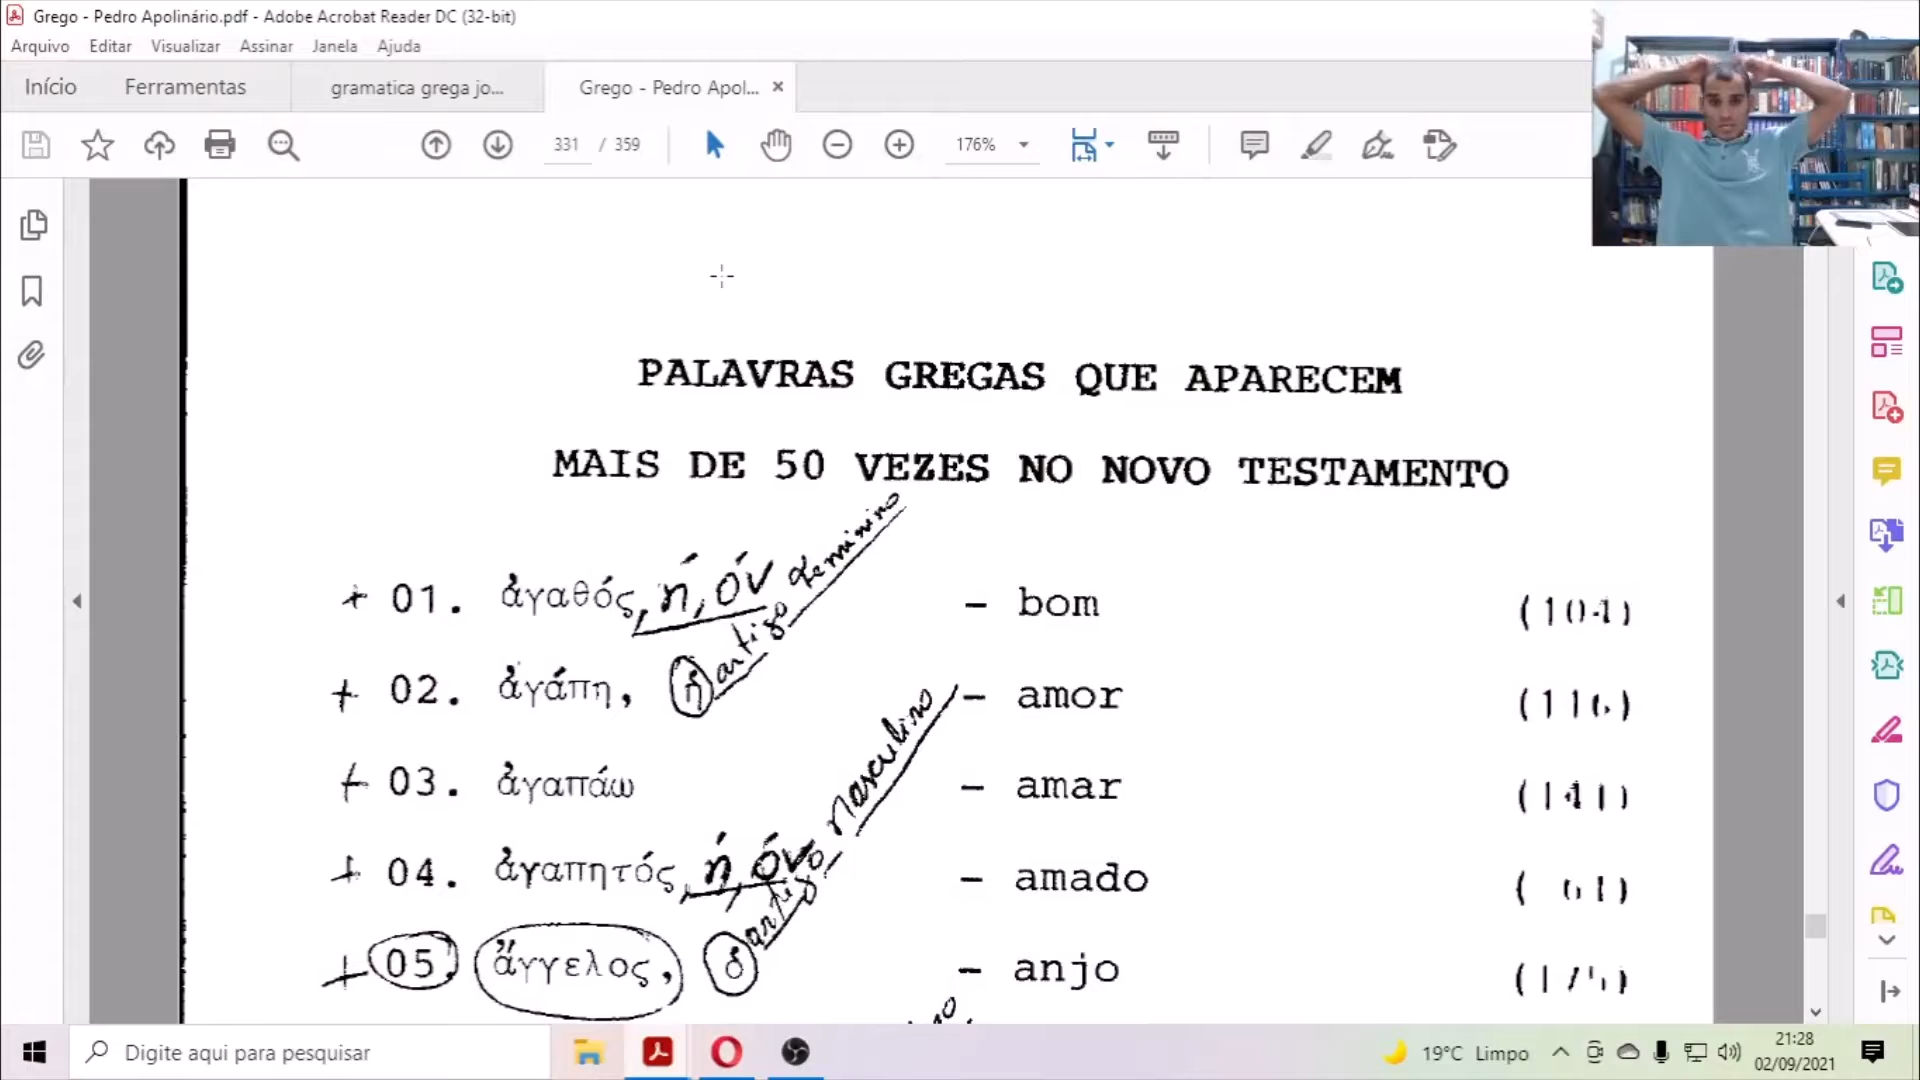 Grego - Pedro Apolinário.pdf - Adobe Acrobat Reader DC (32-bit)
Arquivo Editar Visualizar Assinar Janela Ajuda
Início Ferramentas gramatica grega jo... Grego - Pedro Apol... ×
331 / 359 176%
PALAVRAS GREGAS QUE APARECEM
MAIS DE 50 VEZES NO NOVO TESTAMENTO
+ 01. ἀγαθός, ή, όν - bom (104)
artigo feminino
+ 02. ἀγάπη, ἡ - amor (116)
+ 03. ἀγαπάω - amar (141)
artigo masculino
+ 04. ἀγαπητός, ή, όν - amado
+ 05. ἄγγελος, ὁ - anjo
Digite aqui para pesquisar
19°C Limpo
21:28
02/09/2021